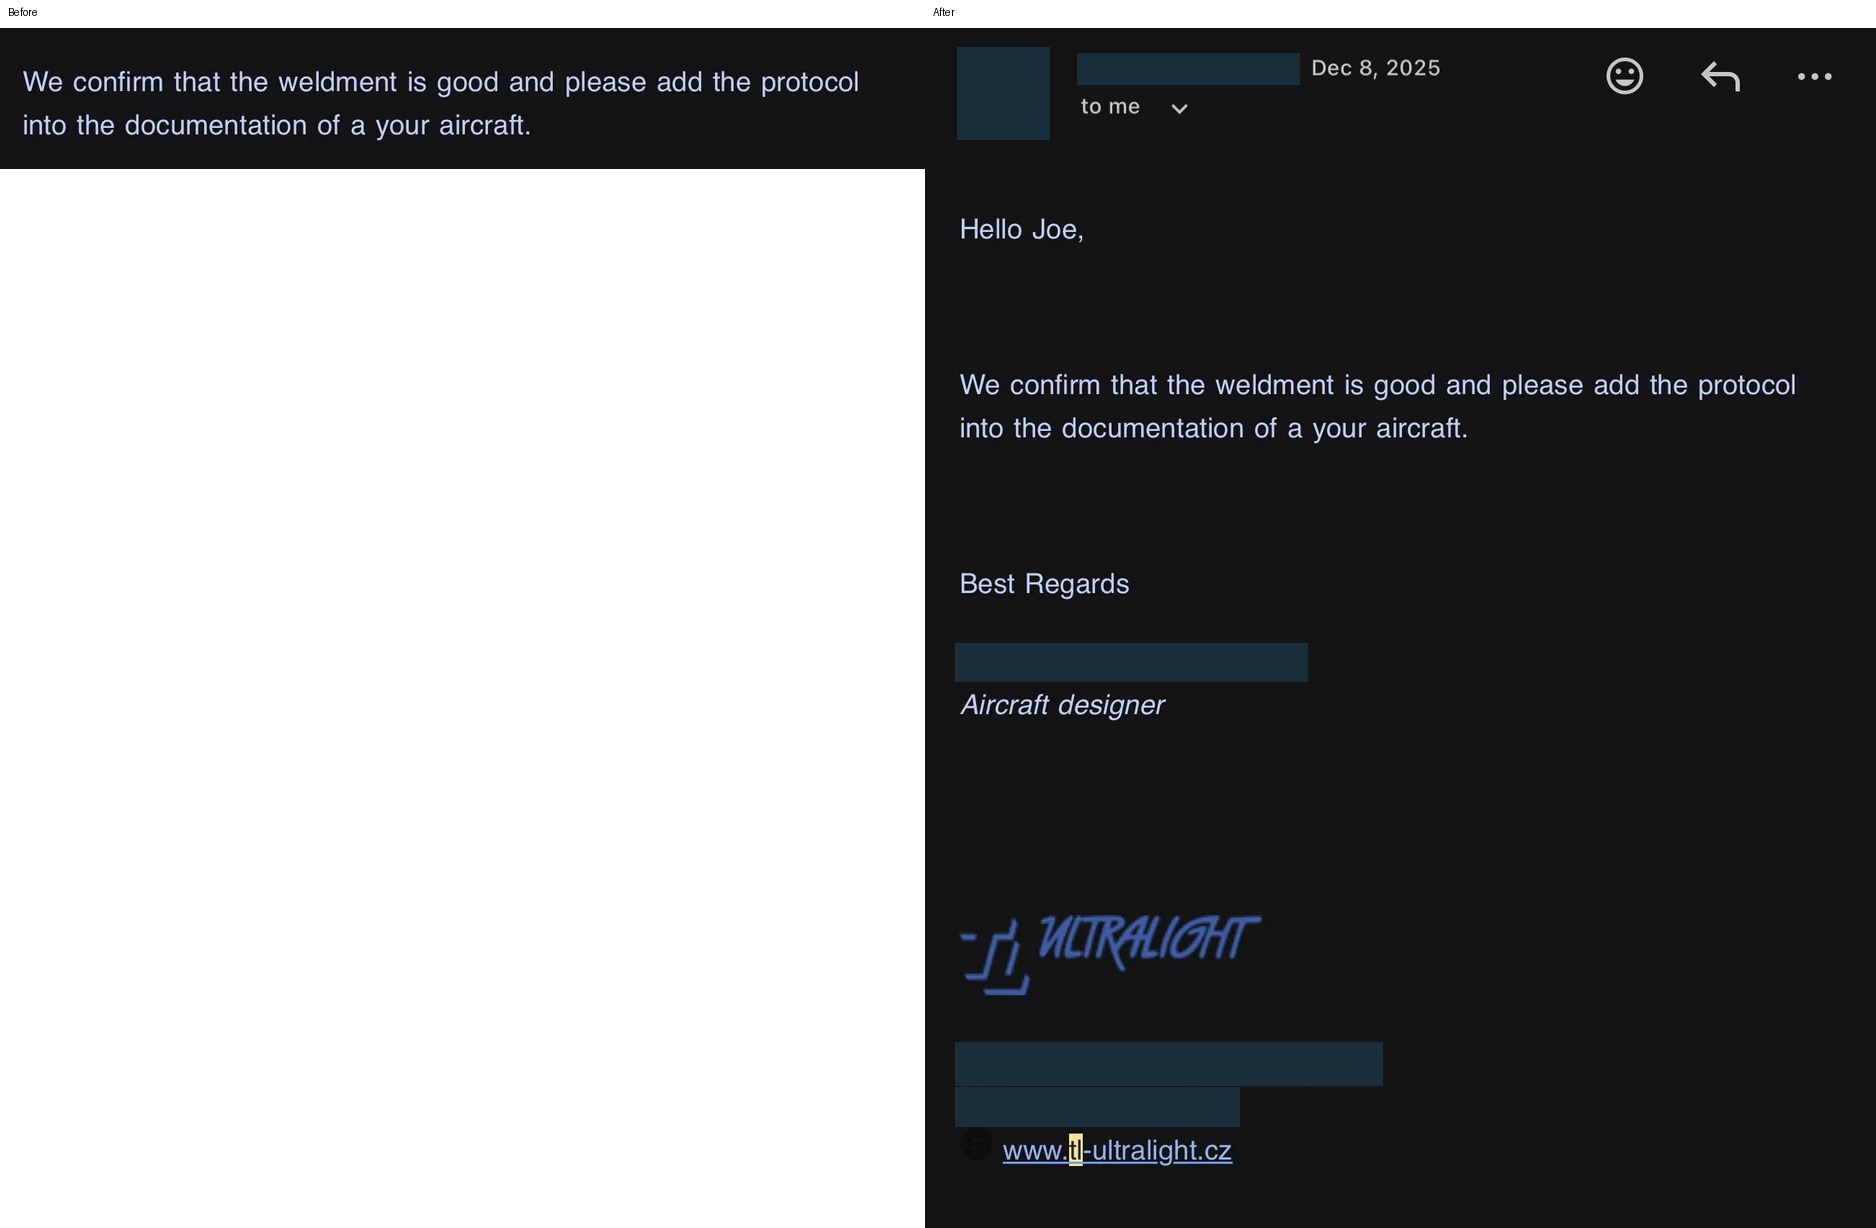 Before
We confirm that the weldment is good and please add the protocol
into the documentation of a your aircraft.
After
Dec 8, 2025
to me
Hello Joe,
We confirm that the weldment is good and please add the protocol
into the documentation of a your aircraft.
Best Regards
Aircraft designer
ULTRALIGHT
www.tl-ultralight.cz